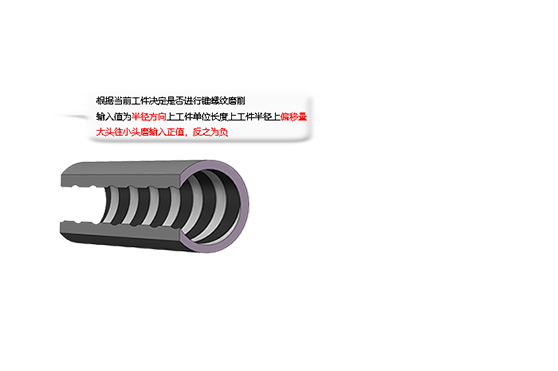 根据当前工件决定是否进行锥螺纹磨削
输入值为半径方向上工件单位长度上工件半径上偏移量
大头往小头磨输入正值，反之为负